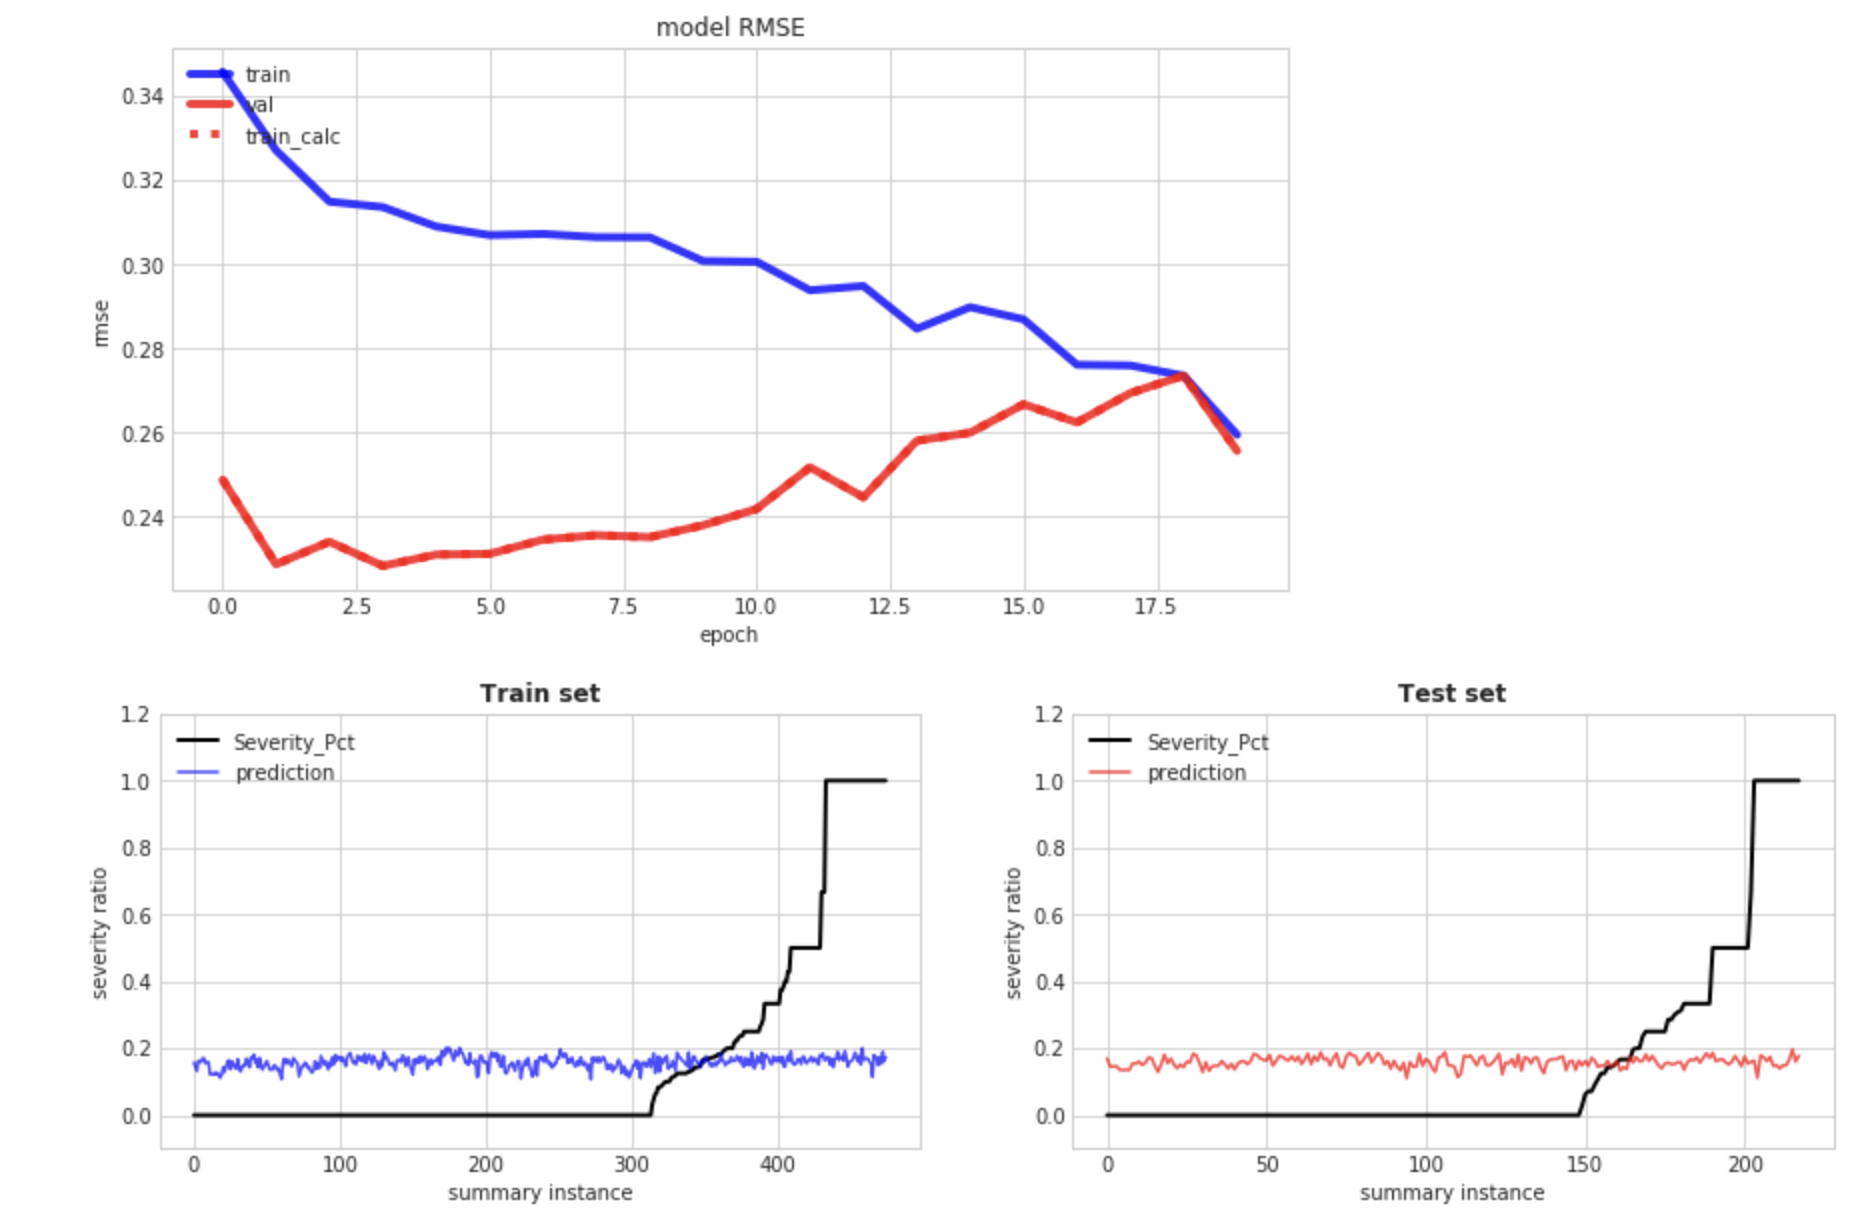 model RMSE
train
val
train_calc
0.34
0.32
0.30
0.28
0.26
0.24
rmse
0.0 2.5 5.0 7.5 10.0 12.5 15.0 17.5
epoch
Train set
Severity_Pct
prediction
1.2
1.0
0.8
0.6
0.4
0.2
0.0
severity ratio
0 100 200 300 400
summary instance
Test set
Severity_Pct
prediction
1.2
1.0
0.8
0.6
0.4
0.2
0.0
severity ratio
0 50 100 150 200
summary instance